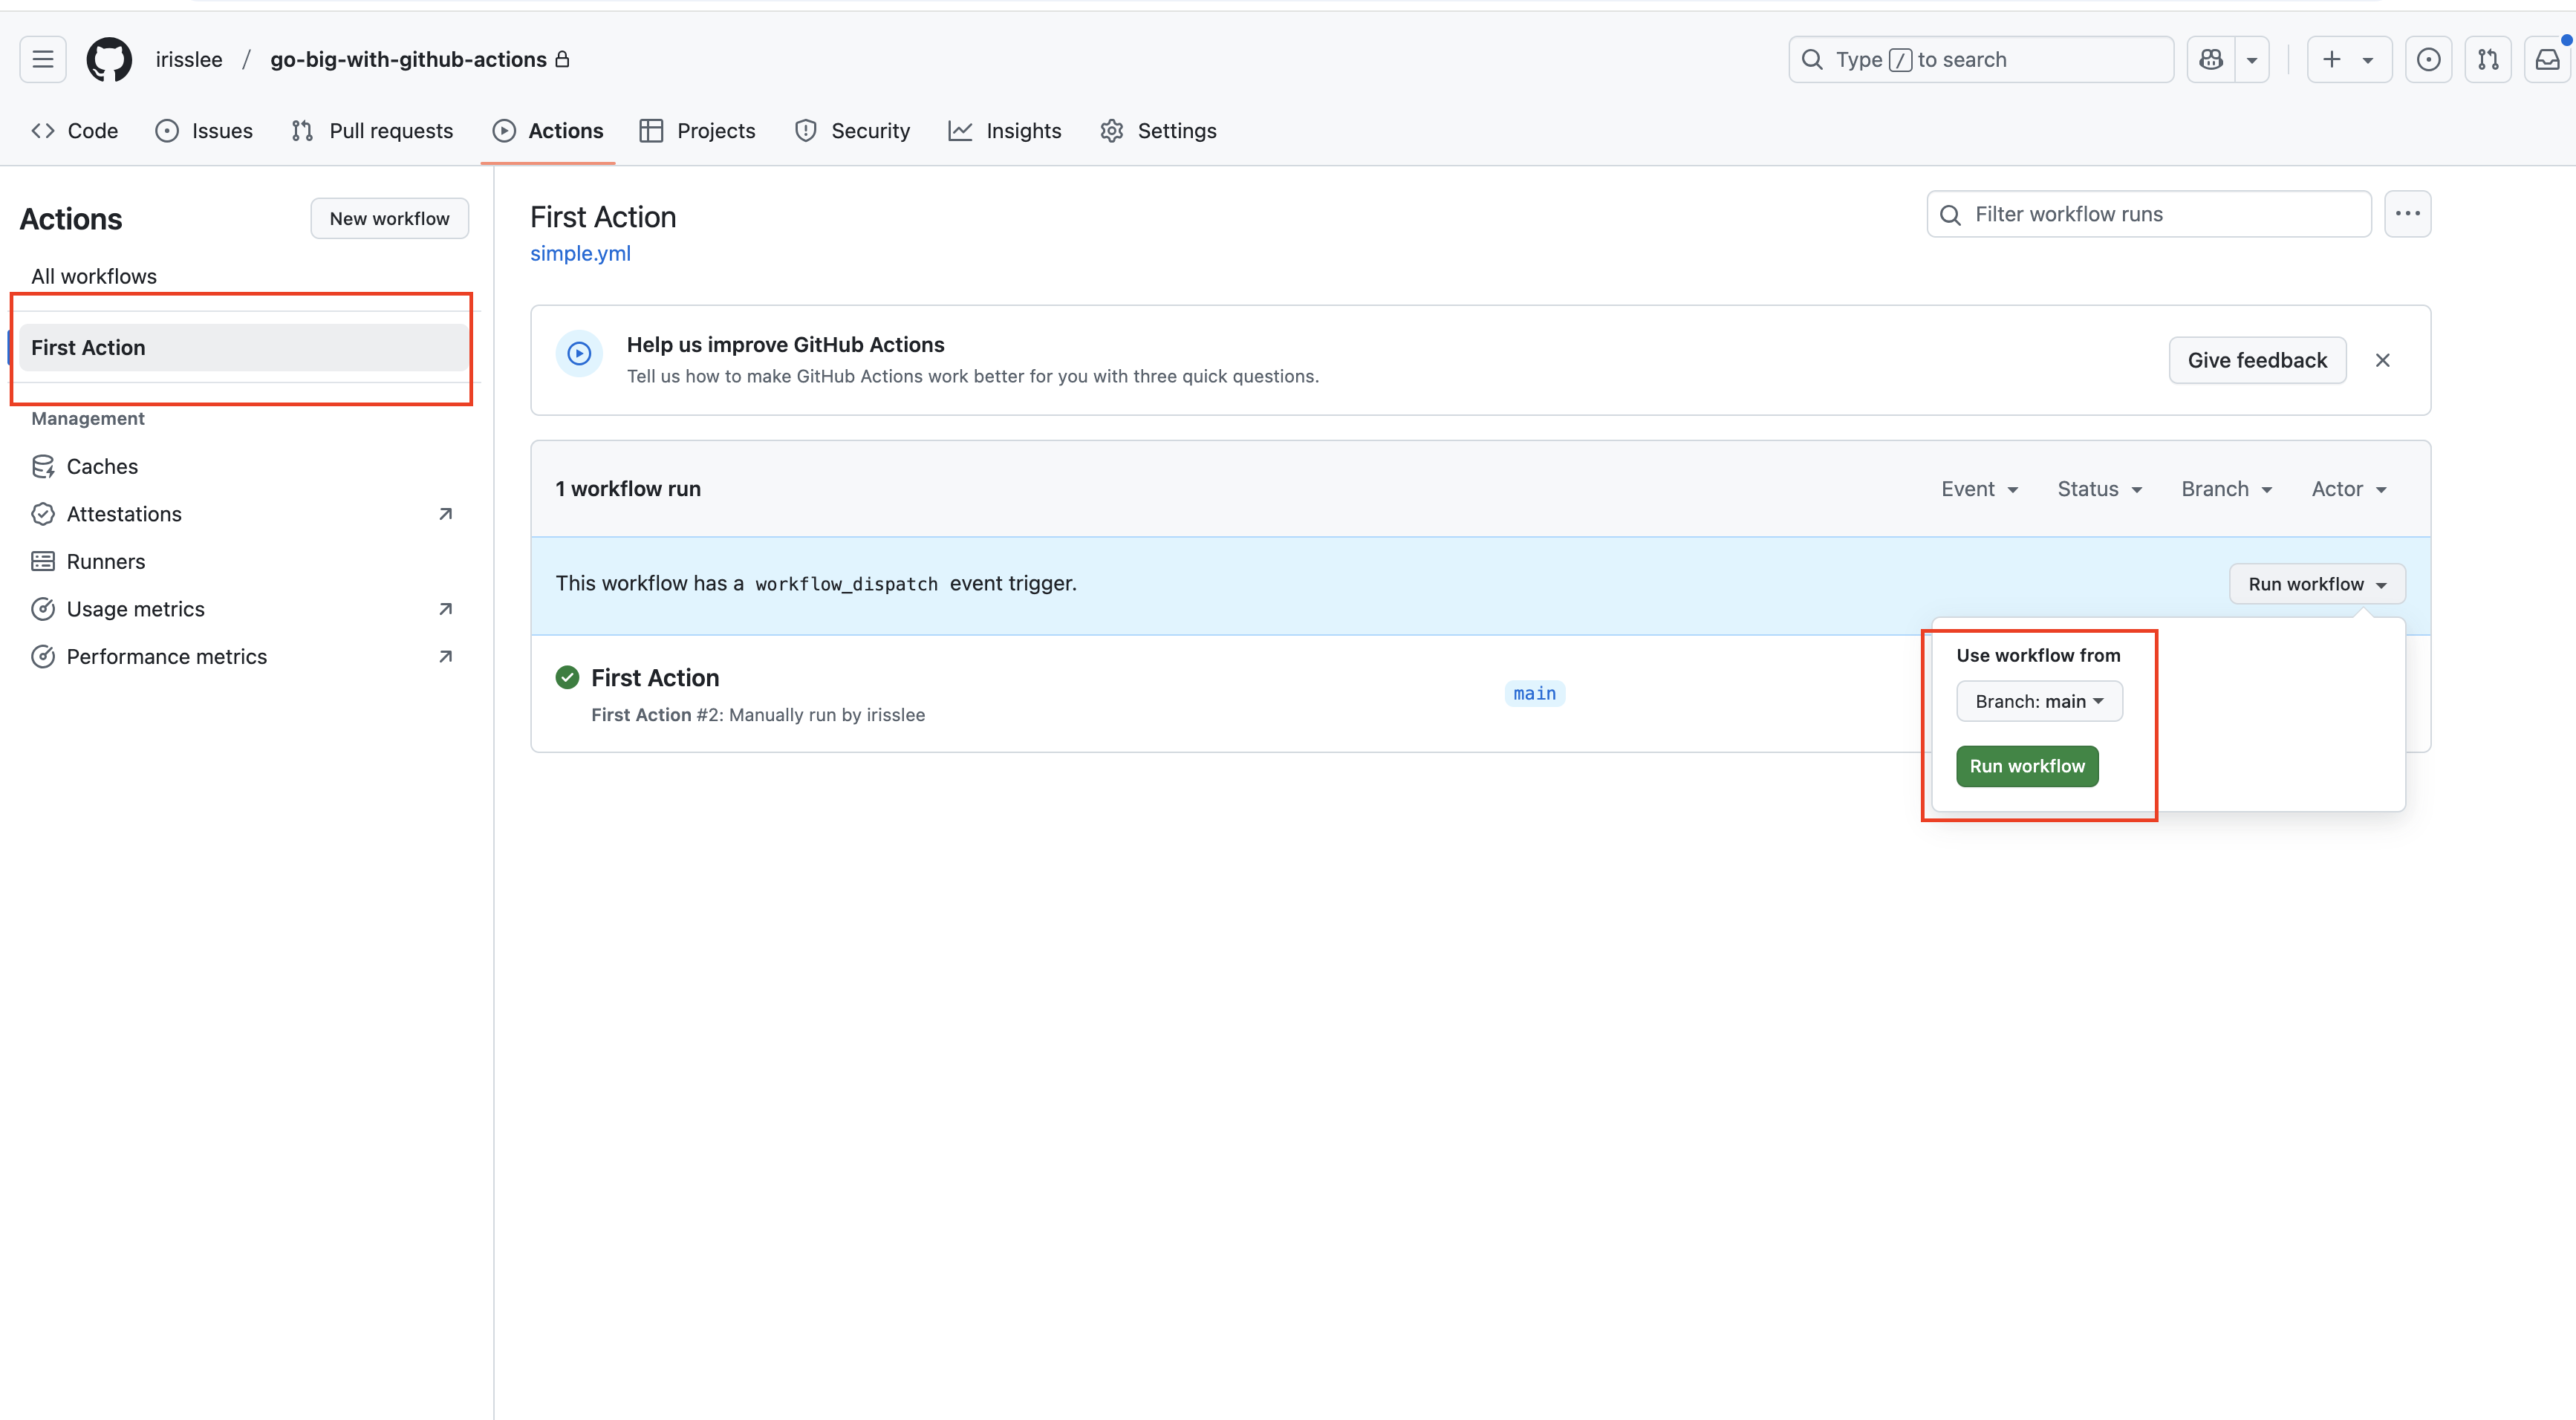 irisslee / go-big-with-github-actions
Type / to search
Code Issues Pull requests Actions Projects Security Insights Settings
Actions
New workflow
All workflows
First Action
Management
Caches
Attestations
Runners
Usage metrics
Performance metrics
First Action
simple.yml
Filter workflow runs
Help us improve GitHub Actions
Tell us how to make GitHub Actions work better for you with three quick questions.
Give feedback
1 workflow run
Event Status Branch Actor
This workflow has a workflow_dispatch event trigger.
Run workflow
First Action
First Action #2: Manually run by irisslee
main
Use workflow from
Branch: main
Run workflow